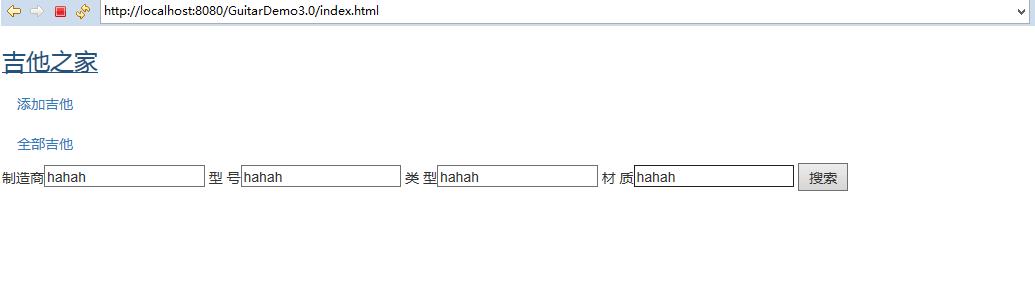 http://localhost:8080/GuitarDemo3.0/index.html
吉他之家
添加吉他
全部吉他
制造商 hahah 型 号 hahah 类 型 hahah 材 质 hahah 搜索